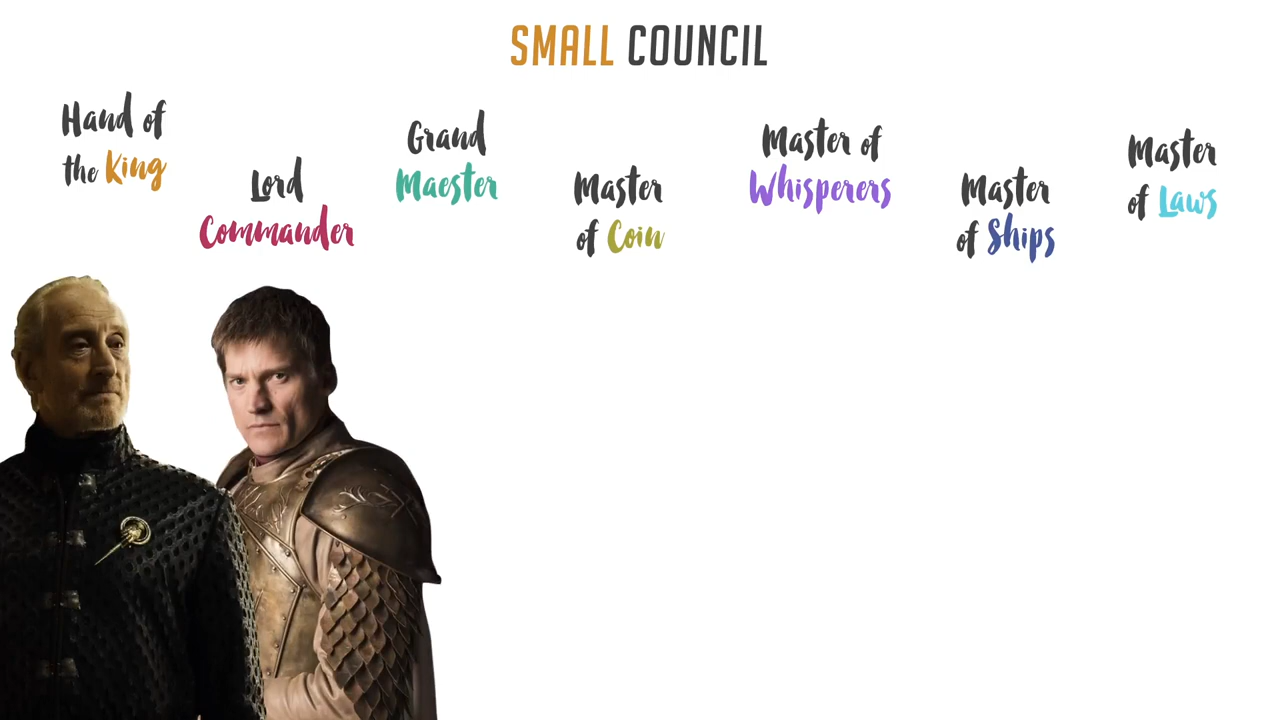 SMALL COUNCIL
Hand of
the King
Lord
Commander
Grand
Maester
Master
of Coin
Master of
Whisperers
Master
of Ships
Master
of Laws